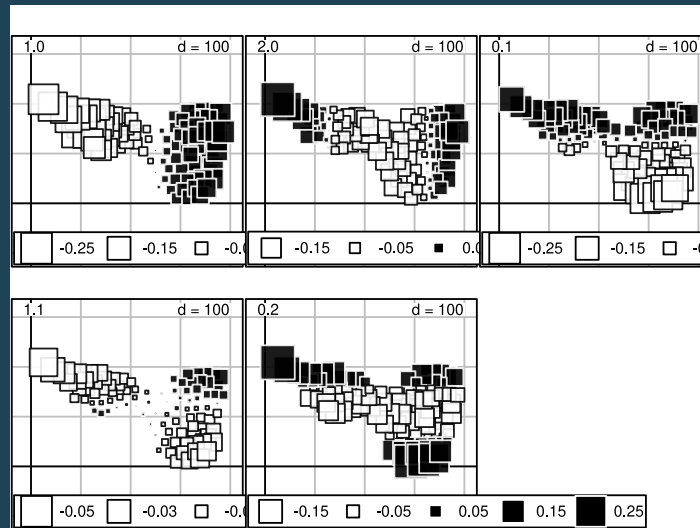 1.0 d = 100
2.0 d = 100
0.1 d = 100
-0.25 -0.15
-0.15 -0.05
-0.25 -0.15
1.1 d = 100
0.2 d = 100
-0.05 -0.03
-0.15 -0.05 0.05 0.15 0.25